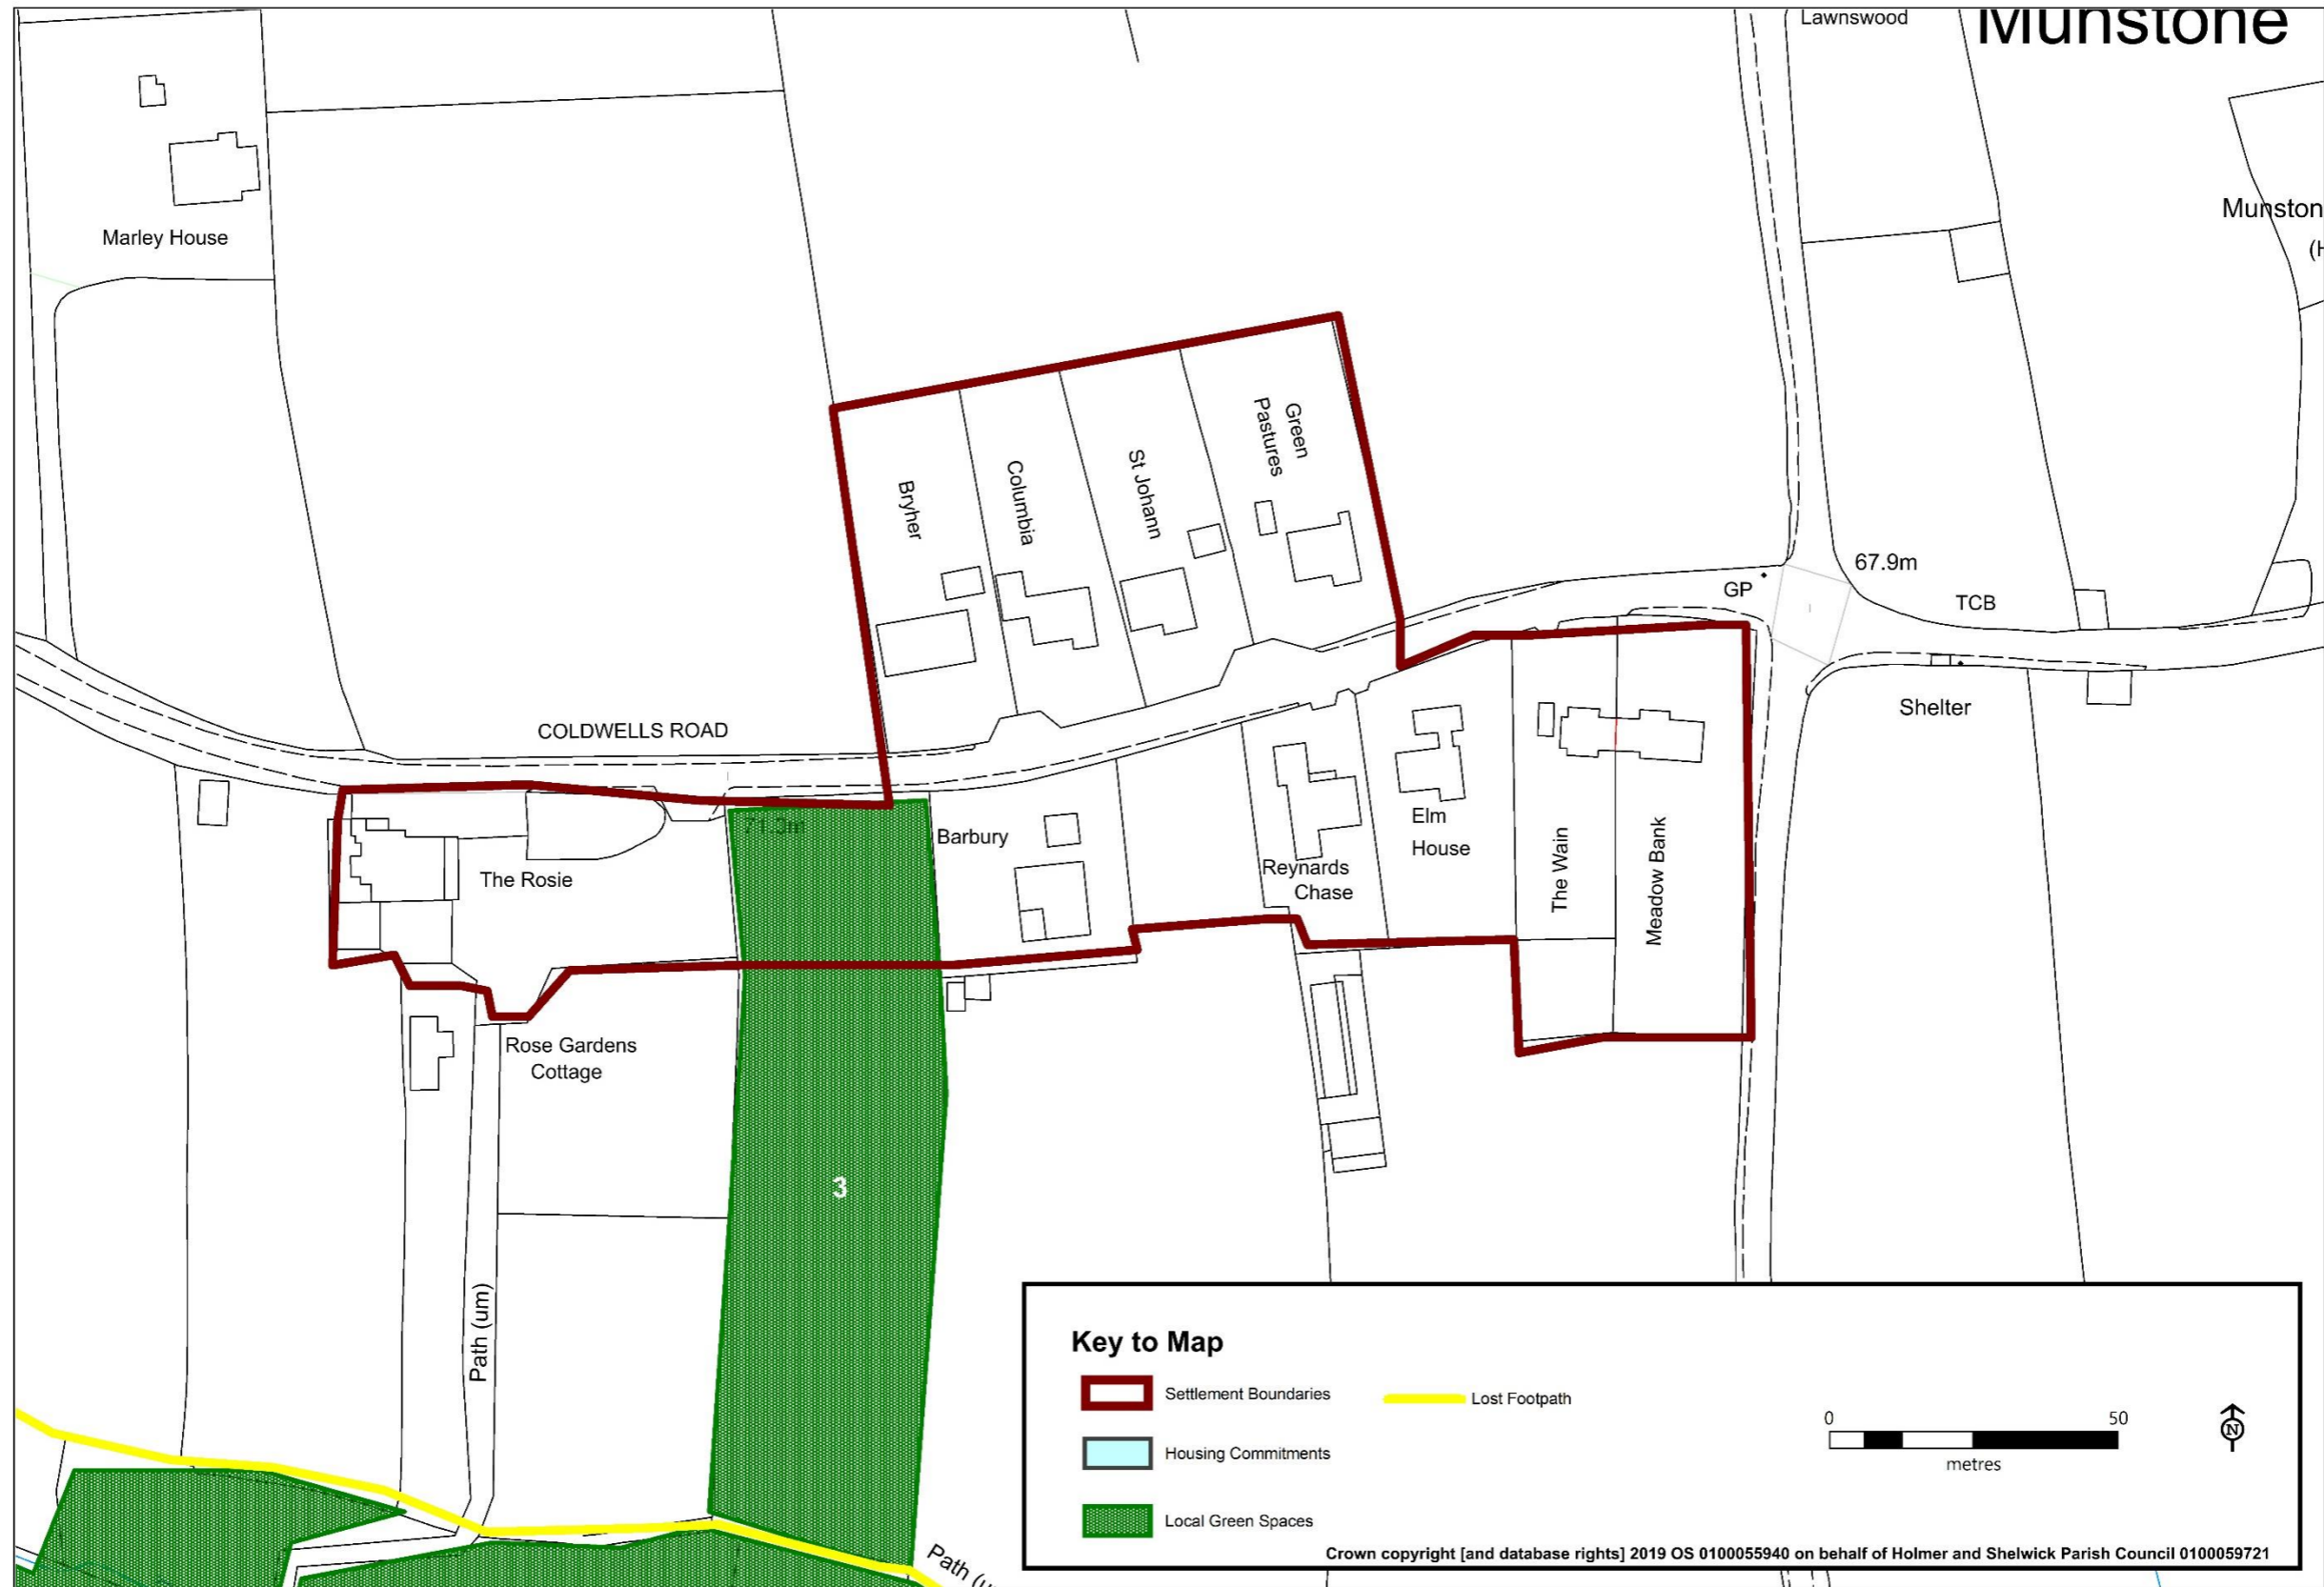 Munstone
Lawnswood
Munston
(H
Marley House
Green
Pastures
St Johann
Columbia
Bryher
67.9m
GP
TCB
Shelter
COLDWELLS ROAD
71.3m
Barbury
Elm
House
The Rosie
Reynards
Chase
The Wain
Meadow Bank
Rose Gardens
Cottage
3
Path (um)
Path (u
Key to Map
Settlement Boundaries
Lost Footpath
Housing Commitments
Local Green Spaces
0 50
metres
N
Crown copyright [and database rights] 2019 OS 0100055940 on behalf of Holmer and Shelwick Parish Council 0100059721